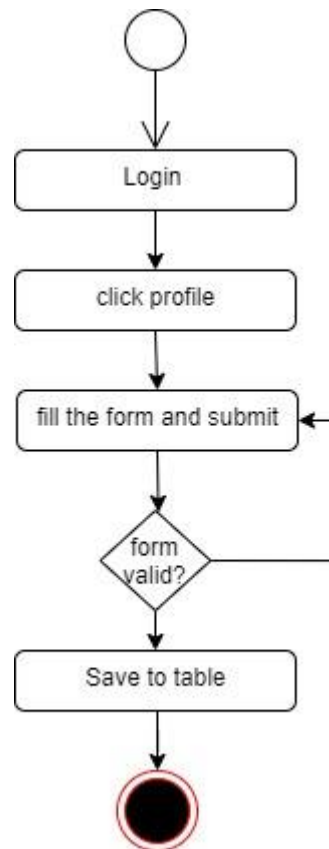 Login
click profile
fill the form and submit
form
valid?
Save to table